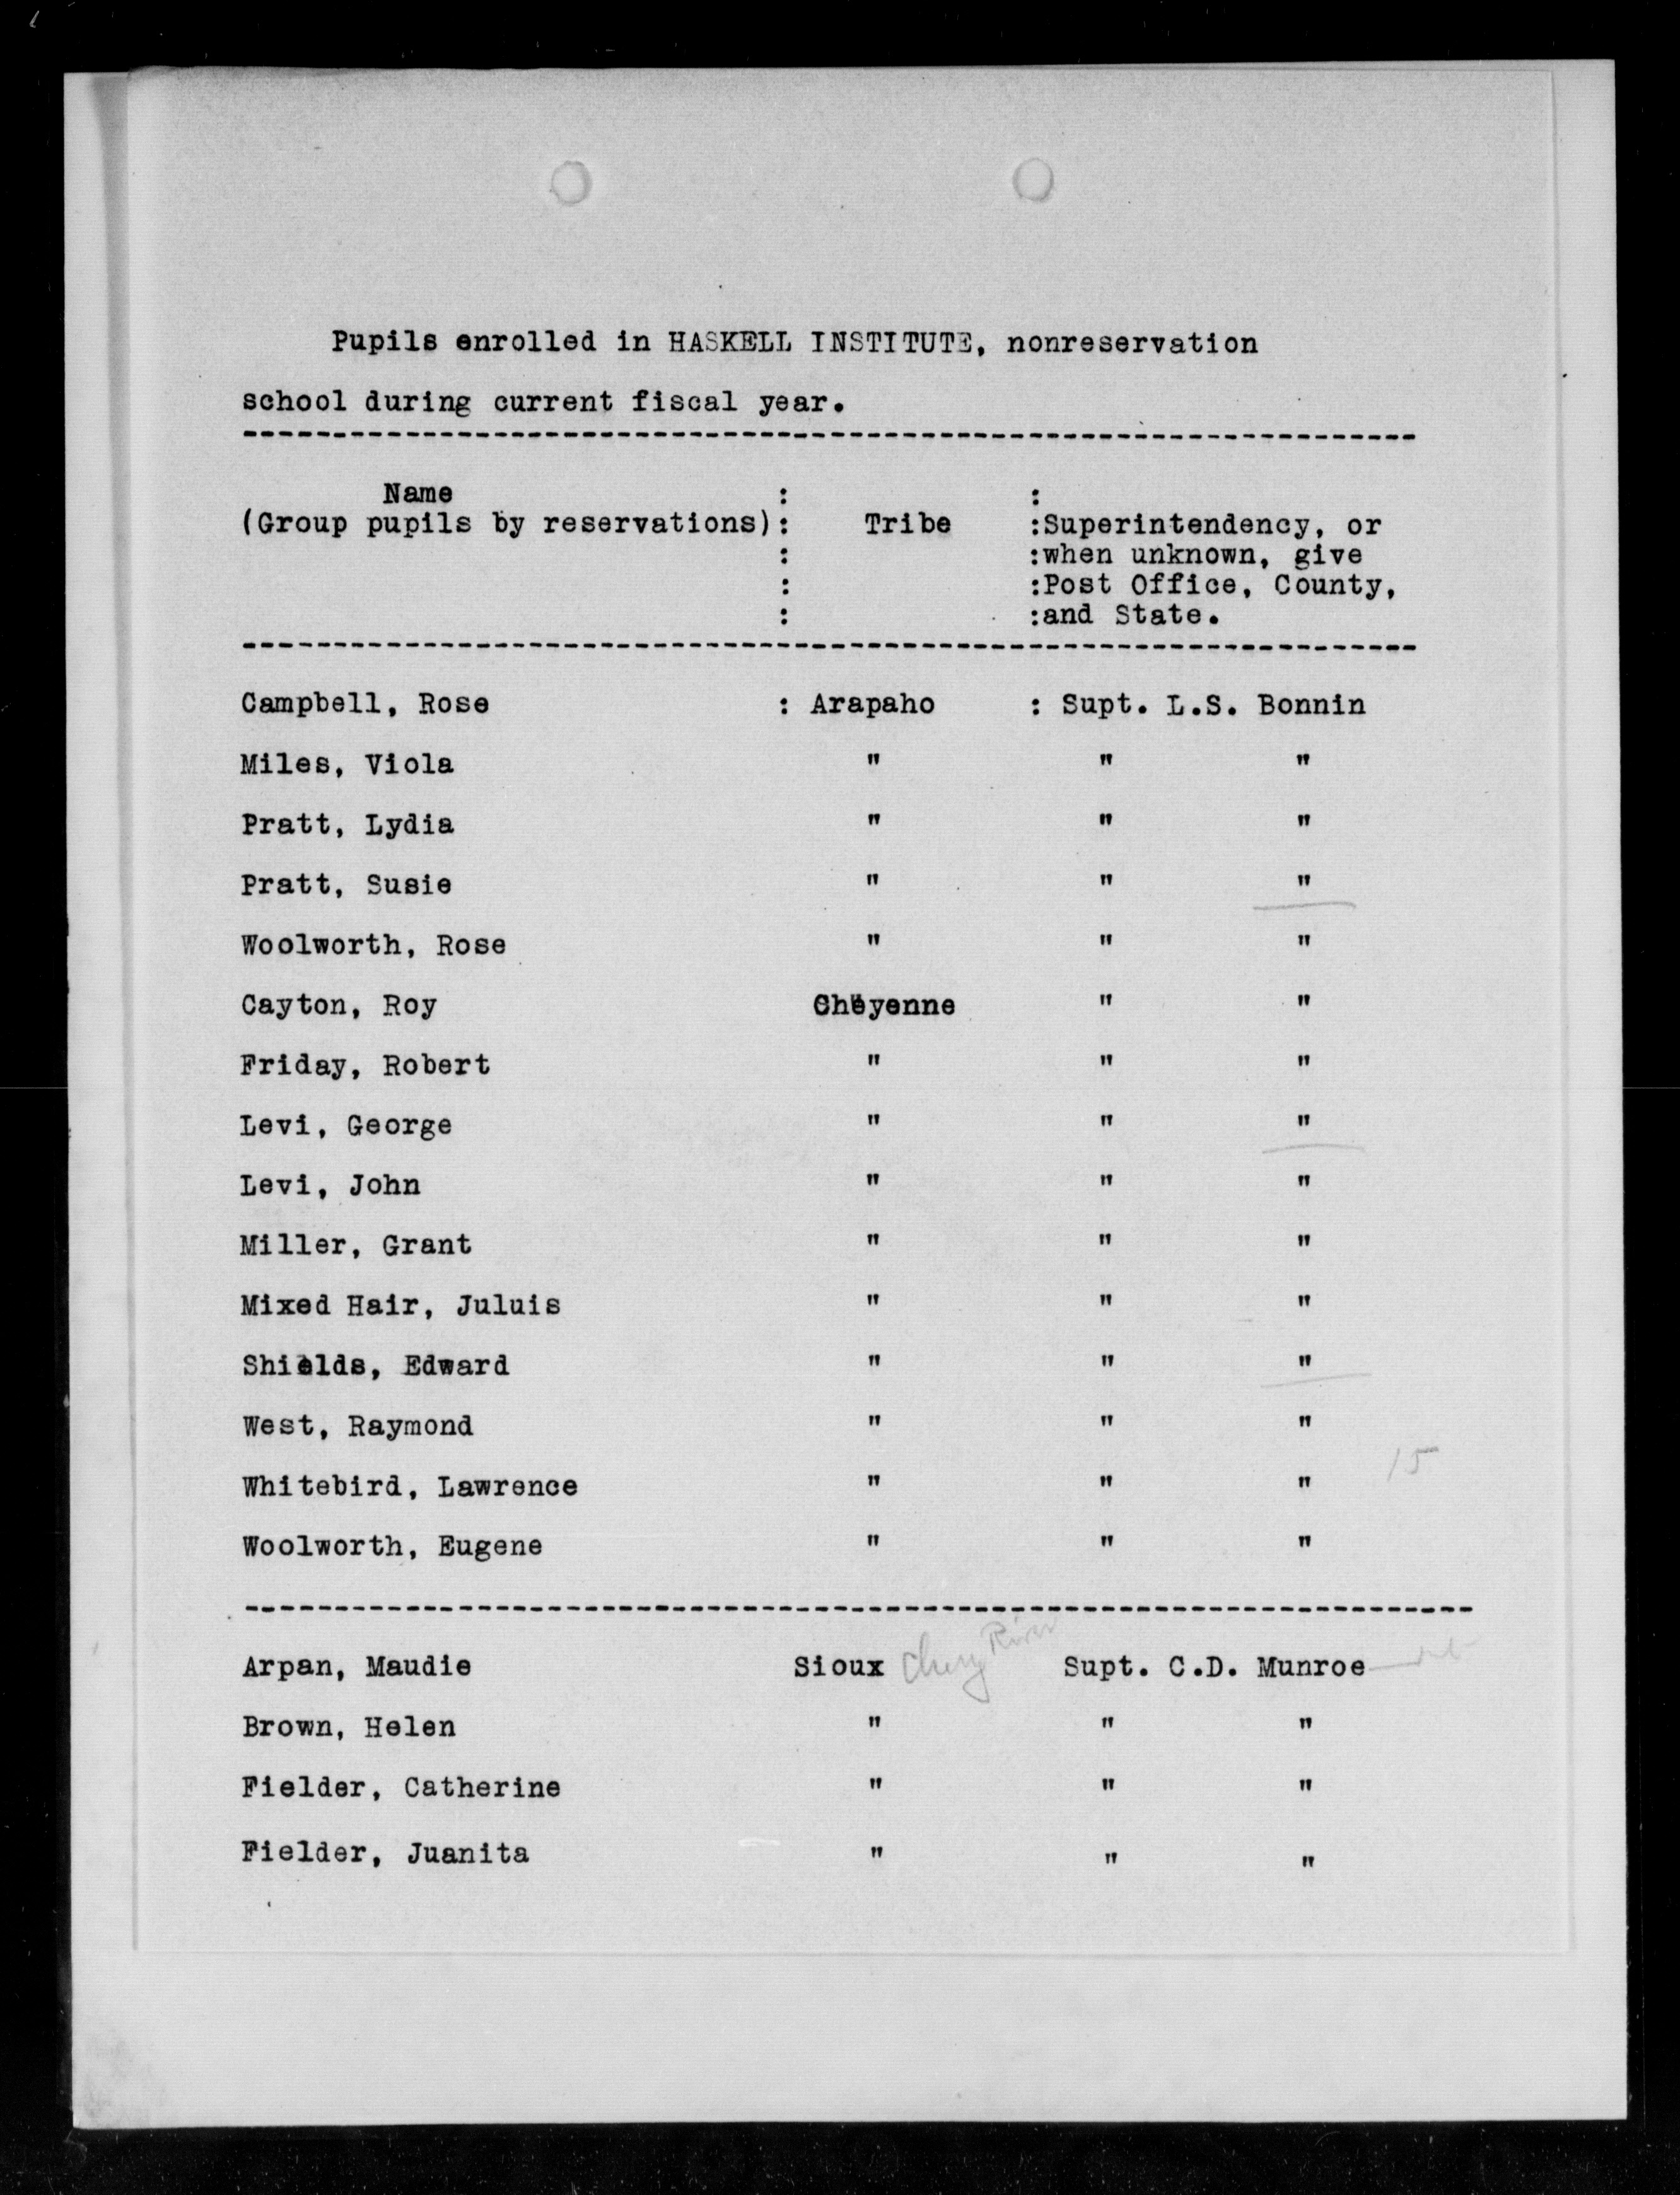 Pupils enrolled in HASKELL INSTITUTE, nonreservation
school during current fiscal year.
--------------------------------------------------------------------
Name : :
(Group pupils by reservations): Tribe :Superintendency, or
: :when unknown, give
: :Post Office, County,
: :and State.
--------------------------------------------------------------------
Campbell, Rose : Arapaho : Supt. L.S. Bonnin
Miles, Viola " " "
Pratt, Lydia " " "
Pratt, Susie " " "
Woolworth, Rose " " "
Cayton, Roy Cheyenne " "
Friday, Robert " " "
Levi, George " " "
Levi, John " " "
Miller, Grant " " "
Mixed Hair, Juluis " " "
Shields, Edward " " "
West, Raymond " " "
15
Whitebird, Lawrence " " "
Woolworth, Eugene " " "
--------------------------------------------------------------------
Arpan, Maudie Sioux River Supt. C.D. Munroe
Brown, Helen " " "
Fielder, Catherine " " "
Fielder, Juanita " " "